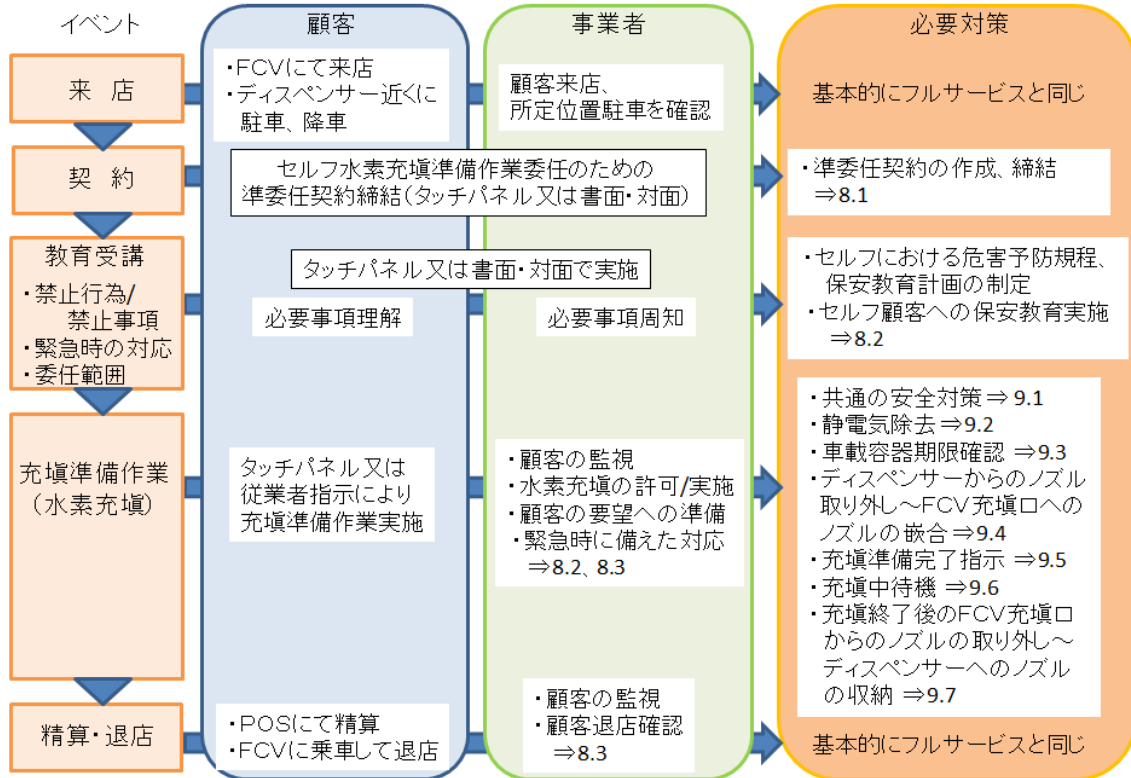 イベント
顧客
事業者
必要対策
来 店
・FCVにて来店
・ディスペンサー近くに
駐車、降車
顧客来店、
所定位置駐車を確認
基本的にフルサービスと同じ
契 約
セルフ水素充塡準備作業委任のための
準委任契約締結(タッチパネル又は書面・対面)
・準委任契約の作成、締結
⇒8.1
教育受講
・禁止行為/
禁止事項
・緊急時の対応
・委任範囲
タッチパネル又は書面・対面で実施
必要事項理解
必要事項周知
・セルフにおける危害予防規程、
保安教育計画の制定
・セルフ顧客への保安教育実施
⇒8.2
充塡準備作業
(水素充塡)
タッチパネル又は
従業者指示により
充塡準備作業実施
・顧客の監視
・水素充塡の許可/実施
・顧客の要望への準備
・緊急時に備えた対応
⇒8.2、8.3
・共通の安全対策⇒ 9.1
・静電気除去 ⇒9.2
・車載容器期限確認 ⇒ 9.3
・ディスペンサーからのノズル
取り外し～FCV充塡口への
ノズルの嵌合 ⇒9.4
・充塡準備完了指示 ⇒9.5
・充塡中待機 ⇒ 9.6
・充塡終了後のFCV充塡口
からのノズルの取り外し～
ディスペンサーへのノズル
の収納 ⇒9.7
精算・退店
・POSにて精算
・FCVに乗車して退店
・顧客の監視
・顧客退店確認
⇒8.3
基本的にフルサービスと同じ